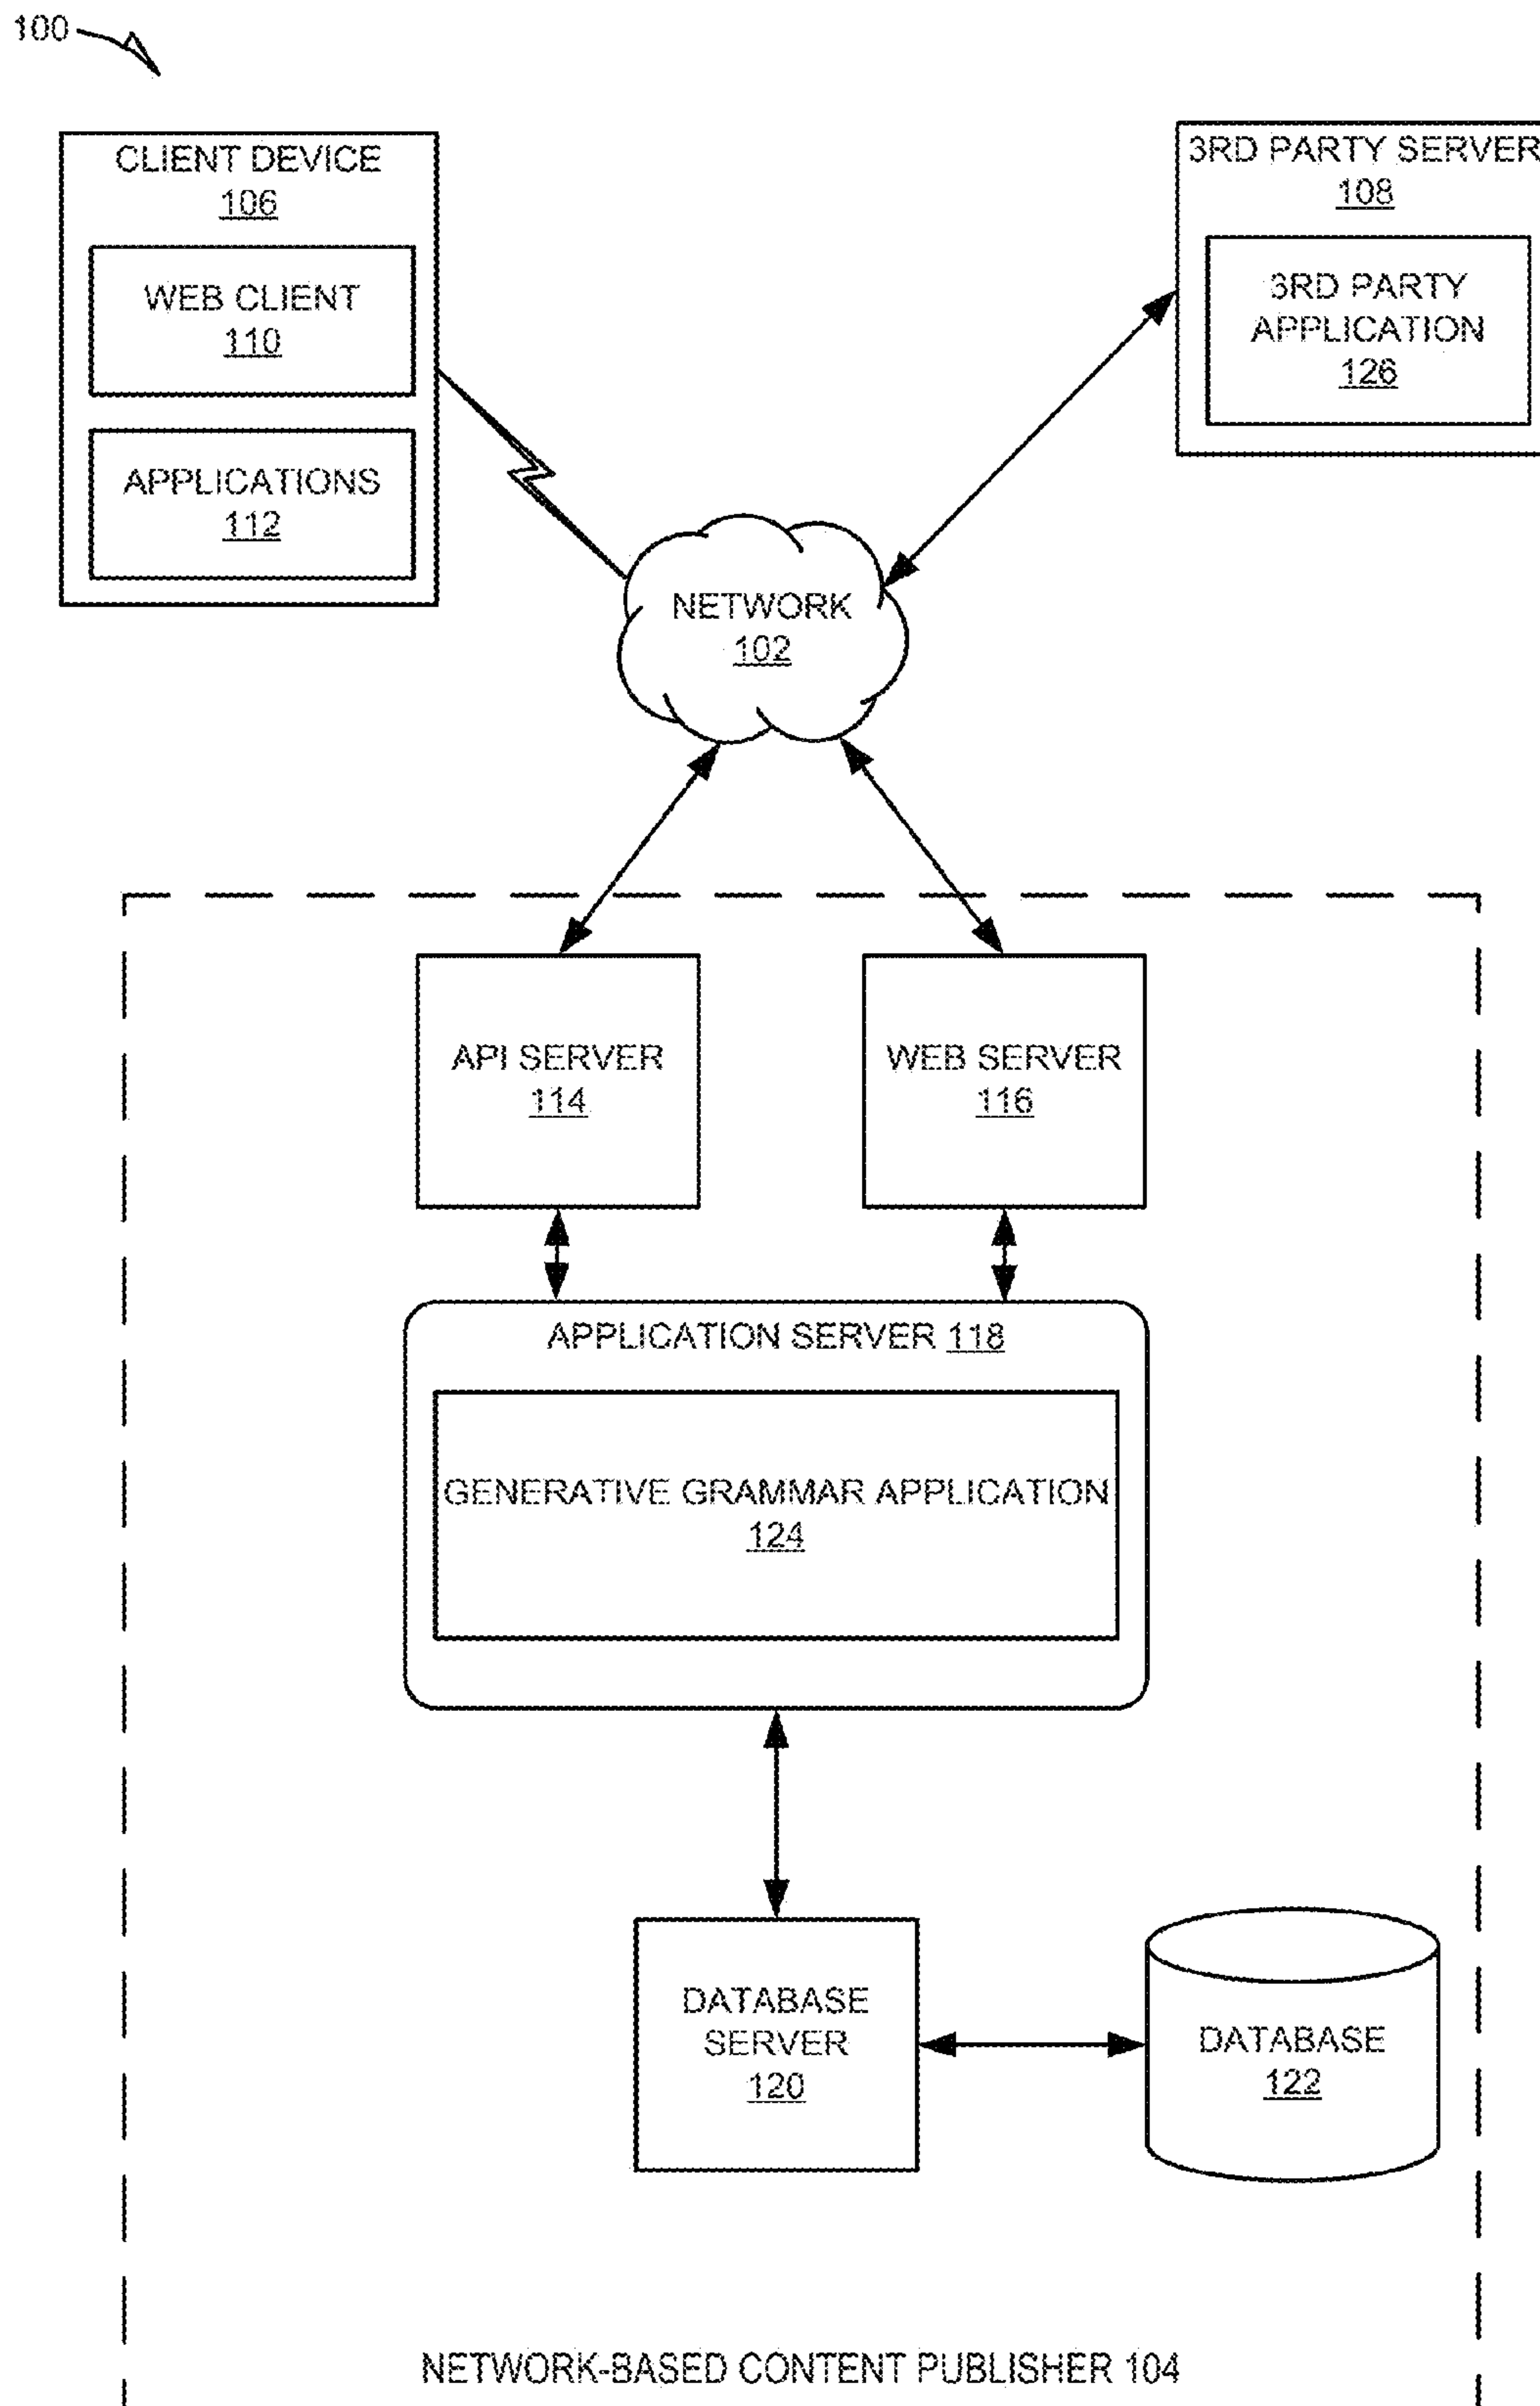 100
CLIENT DEVICE
106
WEB CLIENT
110
APPLICATIONS
112
3RD PARTY SERVER
108
3RD PARTY
APPLICATION
126
NETWORK
102
API SERVER
114
WEB SERVER
116
APPLICATION SERVER 118
GENERATIVE GRAMMAR APPLICATION
124
DATABASE
SERVER
120
DATABASE
122
NETWORK-BASED CONTENT PUBLISHER 104